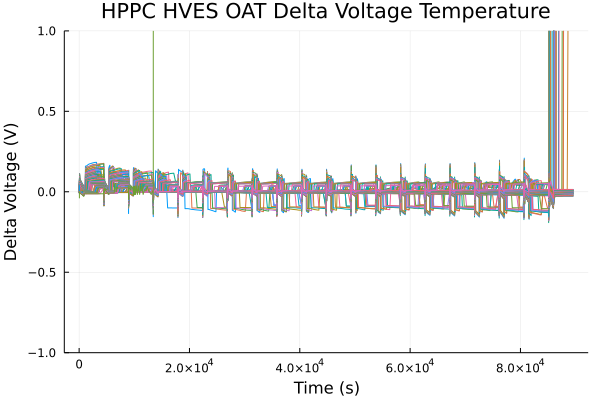 HPPC HVES OAT Delta Voltage Temperature
1.0
0.5
0.0
−0.5
−1.0
Delta Voltage (V)
0 2.0×10⁴ 4.0×10⁴ 6.0×10⁴ 8.0×10⁴
Time (s)